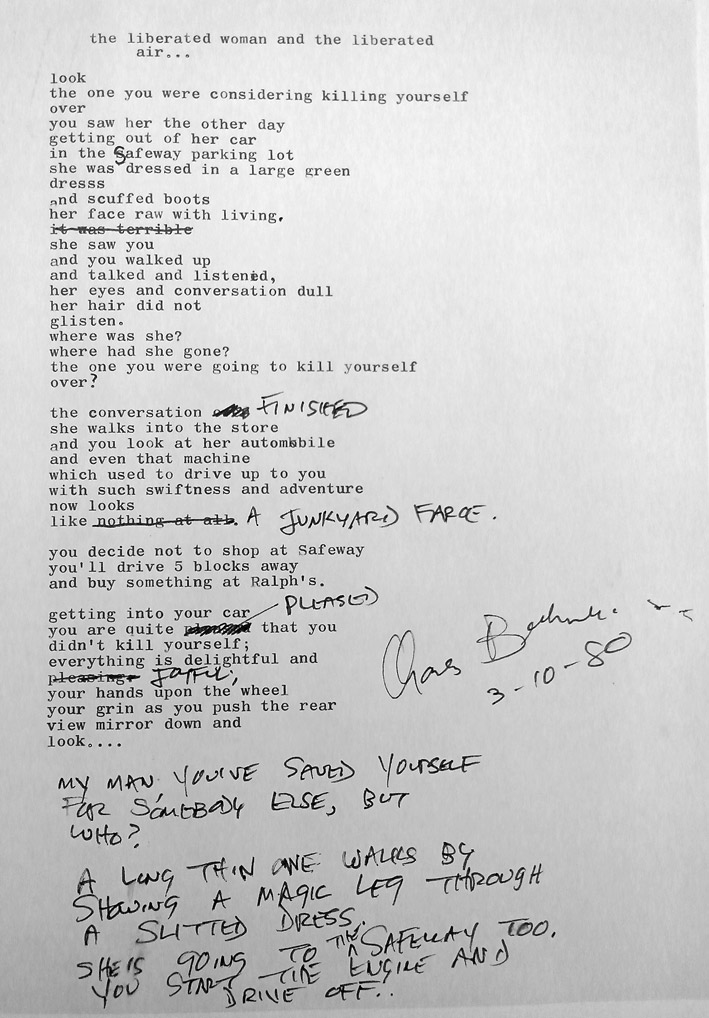 the liberated woman and the liberated
air...
look
the one you were considering killing yourself
over
you saw her the other day
getting out of her car
in the Safeway parking lot
she was dressed in a large green
dresss
and scuffed boots
her face raw with living.
it was terrible
she saw you
and you walked up
and talked and listened,
her eyes and conversation dull
her hair did not
glisten.
where was she?
where had she gone?
the one you were going to kill yourself
over?
the conversation FINISHED
she walks into the store
and you look at her automobile
and even that machine
which used to drive up to you
with such swiftness and adventure
now looks
like nothing at all. A JUNKYARD FARCE.
you decide not to shop at Safeway
you'll drive 5 blocks away
and buy something at Ralph's.
getting into your car
you are quite PLEASED that you
didn't kill yourself;
everything is delightful and
pleasing. JOYFUL;
your hands upon the wheel
your grin as you push the rear
view mirror down and
look....
Charles Bukowski
3-10-80
MY MAN, YOU'VE SAVED YOURSELF
FOR SOMEBODY ELSE, BUT
WHO?
A LONG THIN ONE WALKS BY
SHOWING A MAGIC LEG THROUGH
A SLITTED DRESS.
SHE IS GOING TO THE SAFEWAY TOO.
YOU START THE ENGINE AND
DRIVE OFF..